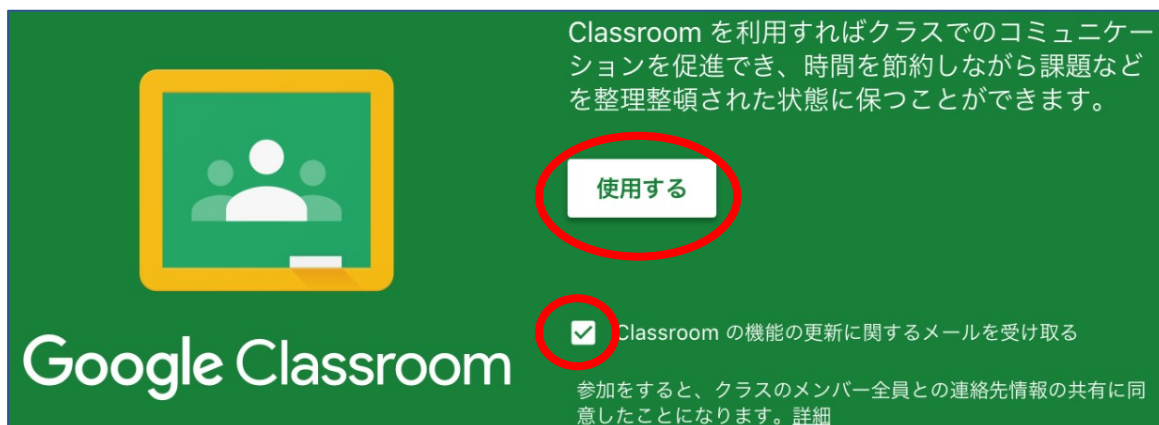 Classroom を利用すればクラスでのコミュニケー
ションを促進でき、時間を節約しながら課題など
を整理整頓された状態に保つことができます。
使用する
Google Classroom
Classroom の機能の更新に関するメールを受け取る
参加をすると、クラスのメンバー全員との連絡先情報の共有に同
意したことになります。詳細